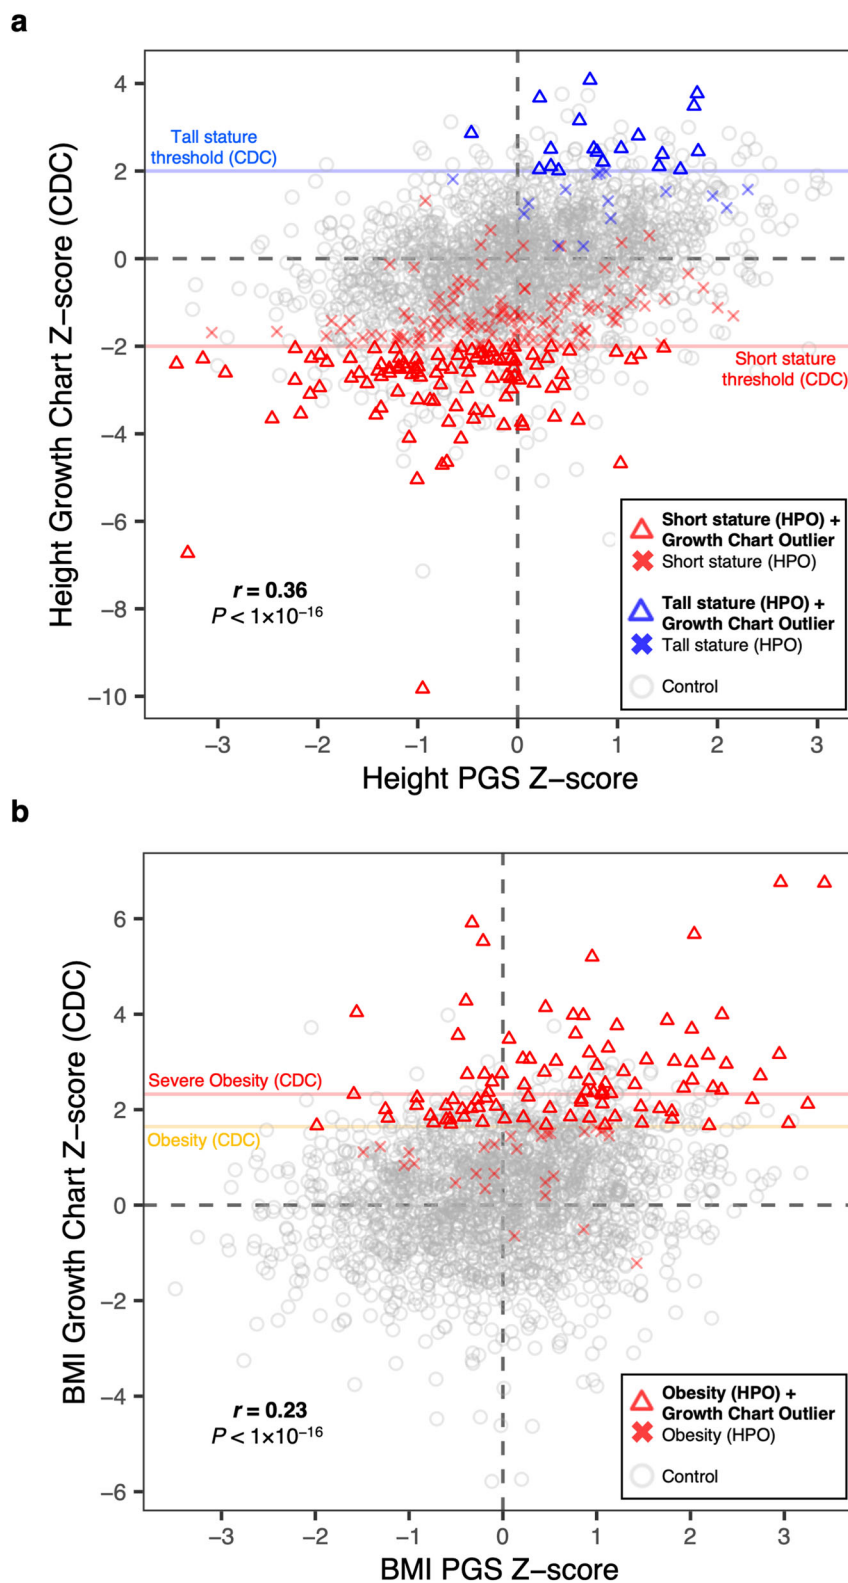 a
Height Growth Chart Z−score (CDC)
4
2
0
−2
−4
−6
−8
−10
Tall stature
threshold (CDC)
Short stature
threshold (CDC)
r = 0.36
P < 1×10⁻¹⁶
Short stature (HPO) +
Growth Chart Outlier
Short stature (HPO)
Tall stature (HPO) +
Growth Chart Outlier
Tall stature (HPO)
Control
−3 −2 −1 0 1 2 3
Height PGS Z−score
b
BMI Growth Chart Z−score (CDC)
6
4
2
0
−2
−4
−6
Severe Obesity (CDC)
Obesity (CDC)
r = 0.23
P < 1×10⁻¹⁶
Obesity (HPO) +
Growth Chart Outlier
Obesity (HPO)
Control
−3 −2 −1 0 1 2 3
BMI PGS Z−score